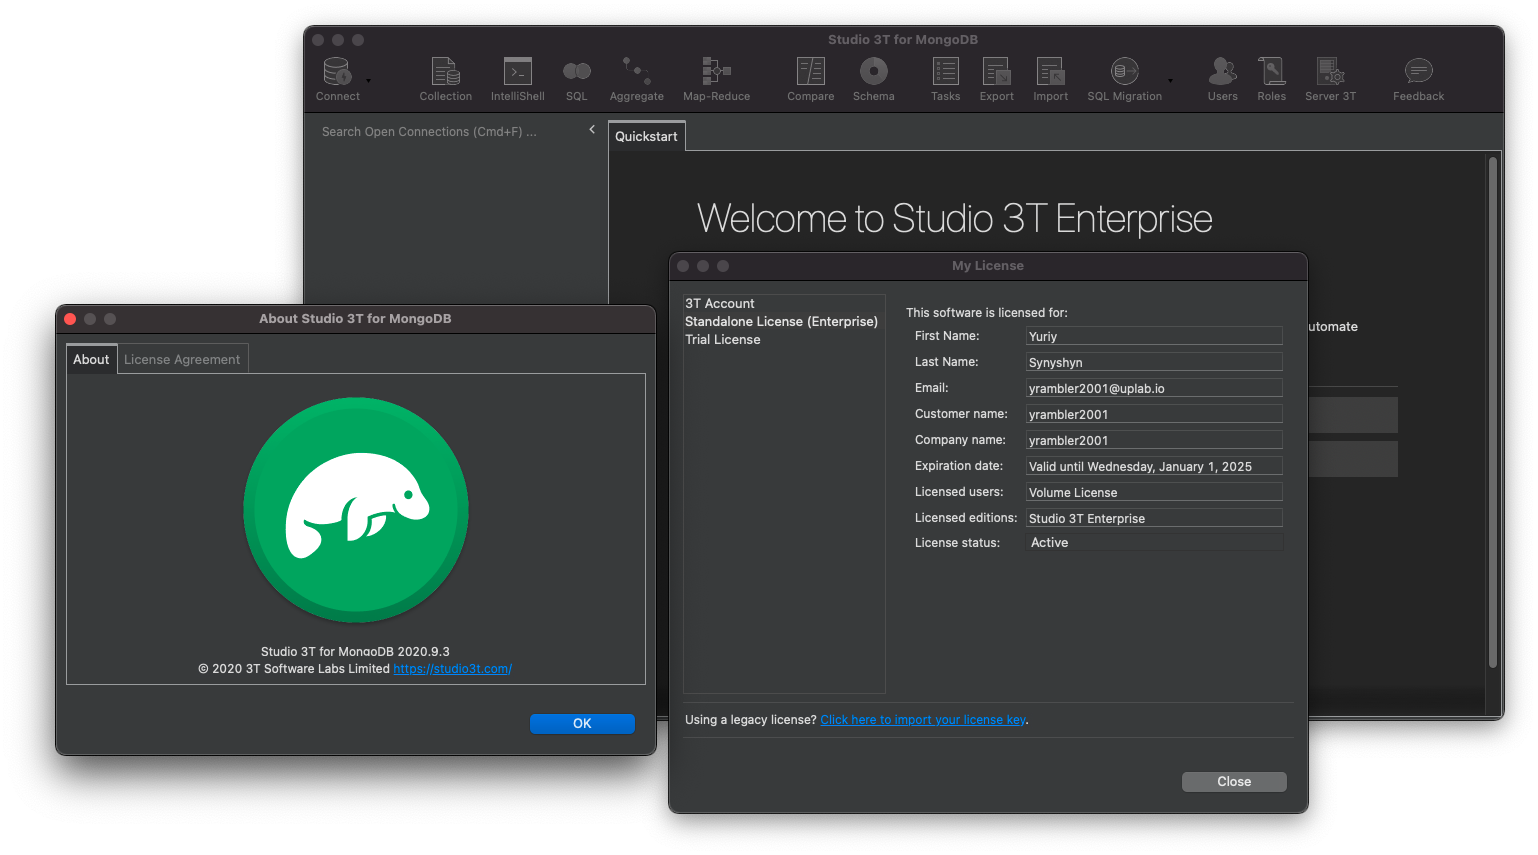 Studio 3T for MongoDB
Connect
Collection
IntelliShell
SQL
Aggregate
Map-Reduce
Compare
Schema
Tasks
Export
Import
SQL Migration
Users
Roles
Server 3T
Feedback
Search Open Connections (Cmd+F) ...
Quickstart
Welcome to Studio 3T Enterprise
utomate
About Studio 3T for MongoDB
About
License Agreement
Studio 3T for MongoDB 2020.9.3
© 2020 3T Software Labs Limited https://studio3t.com/
OK
My License
3T Account
Standalone License (Enterprise)
Trial License
This software is licensed for:
First Name: Yuriy
Last Name: Synyshyn
Email: yrambler2001@uplab.io
Customer name: yrambler2001
Company name: yrambler2001
Expiration date: Valid until Wednesday, January 1, 2025
Licensed users: Volume License
Licensed editions: Studio 3T Enterprise
License status: Active
Using a legacy license? Click here to import your license key.
Close